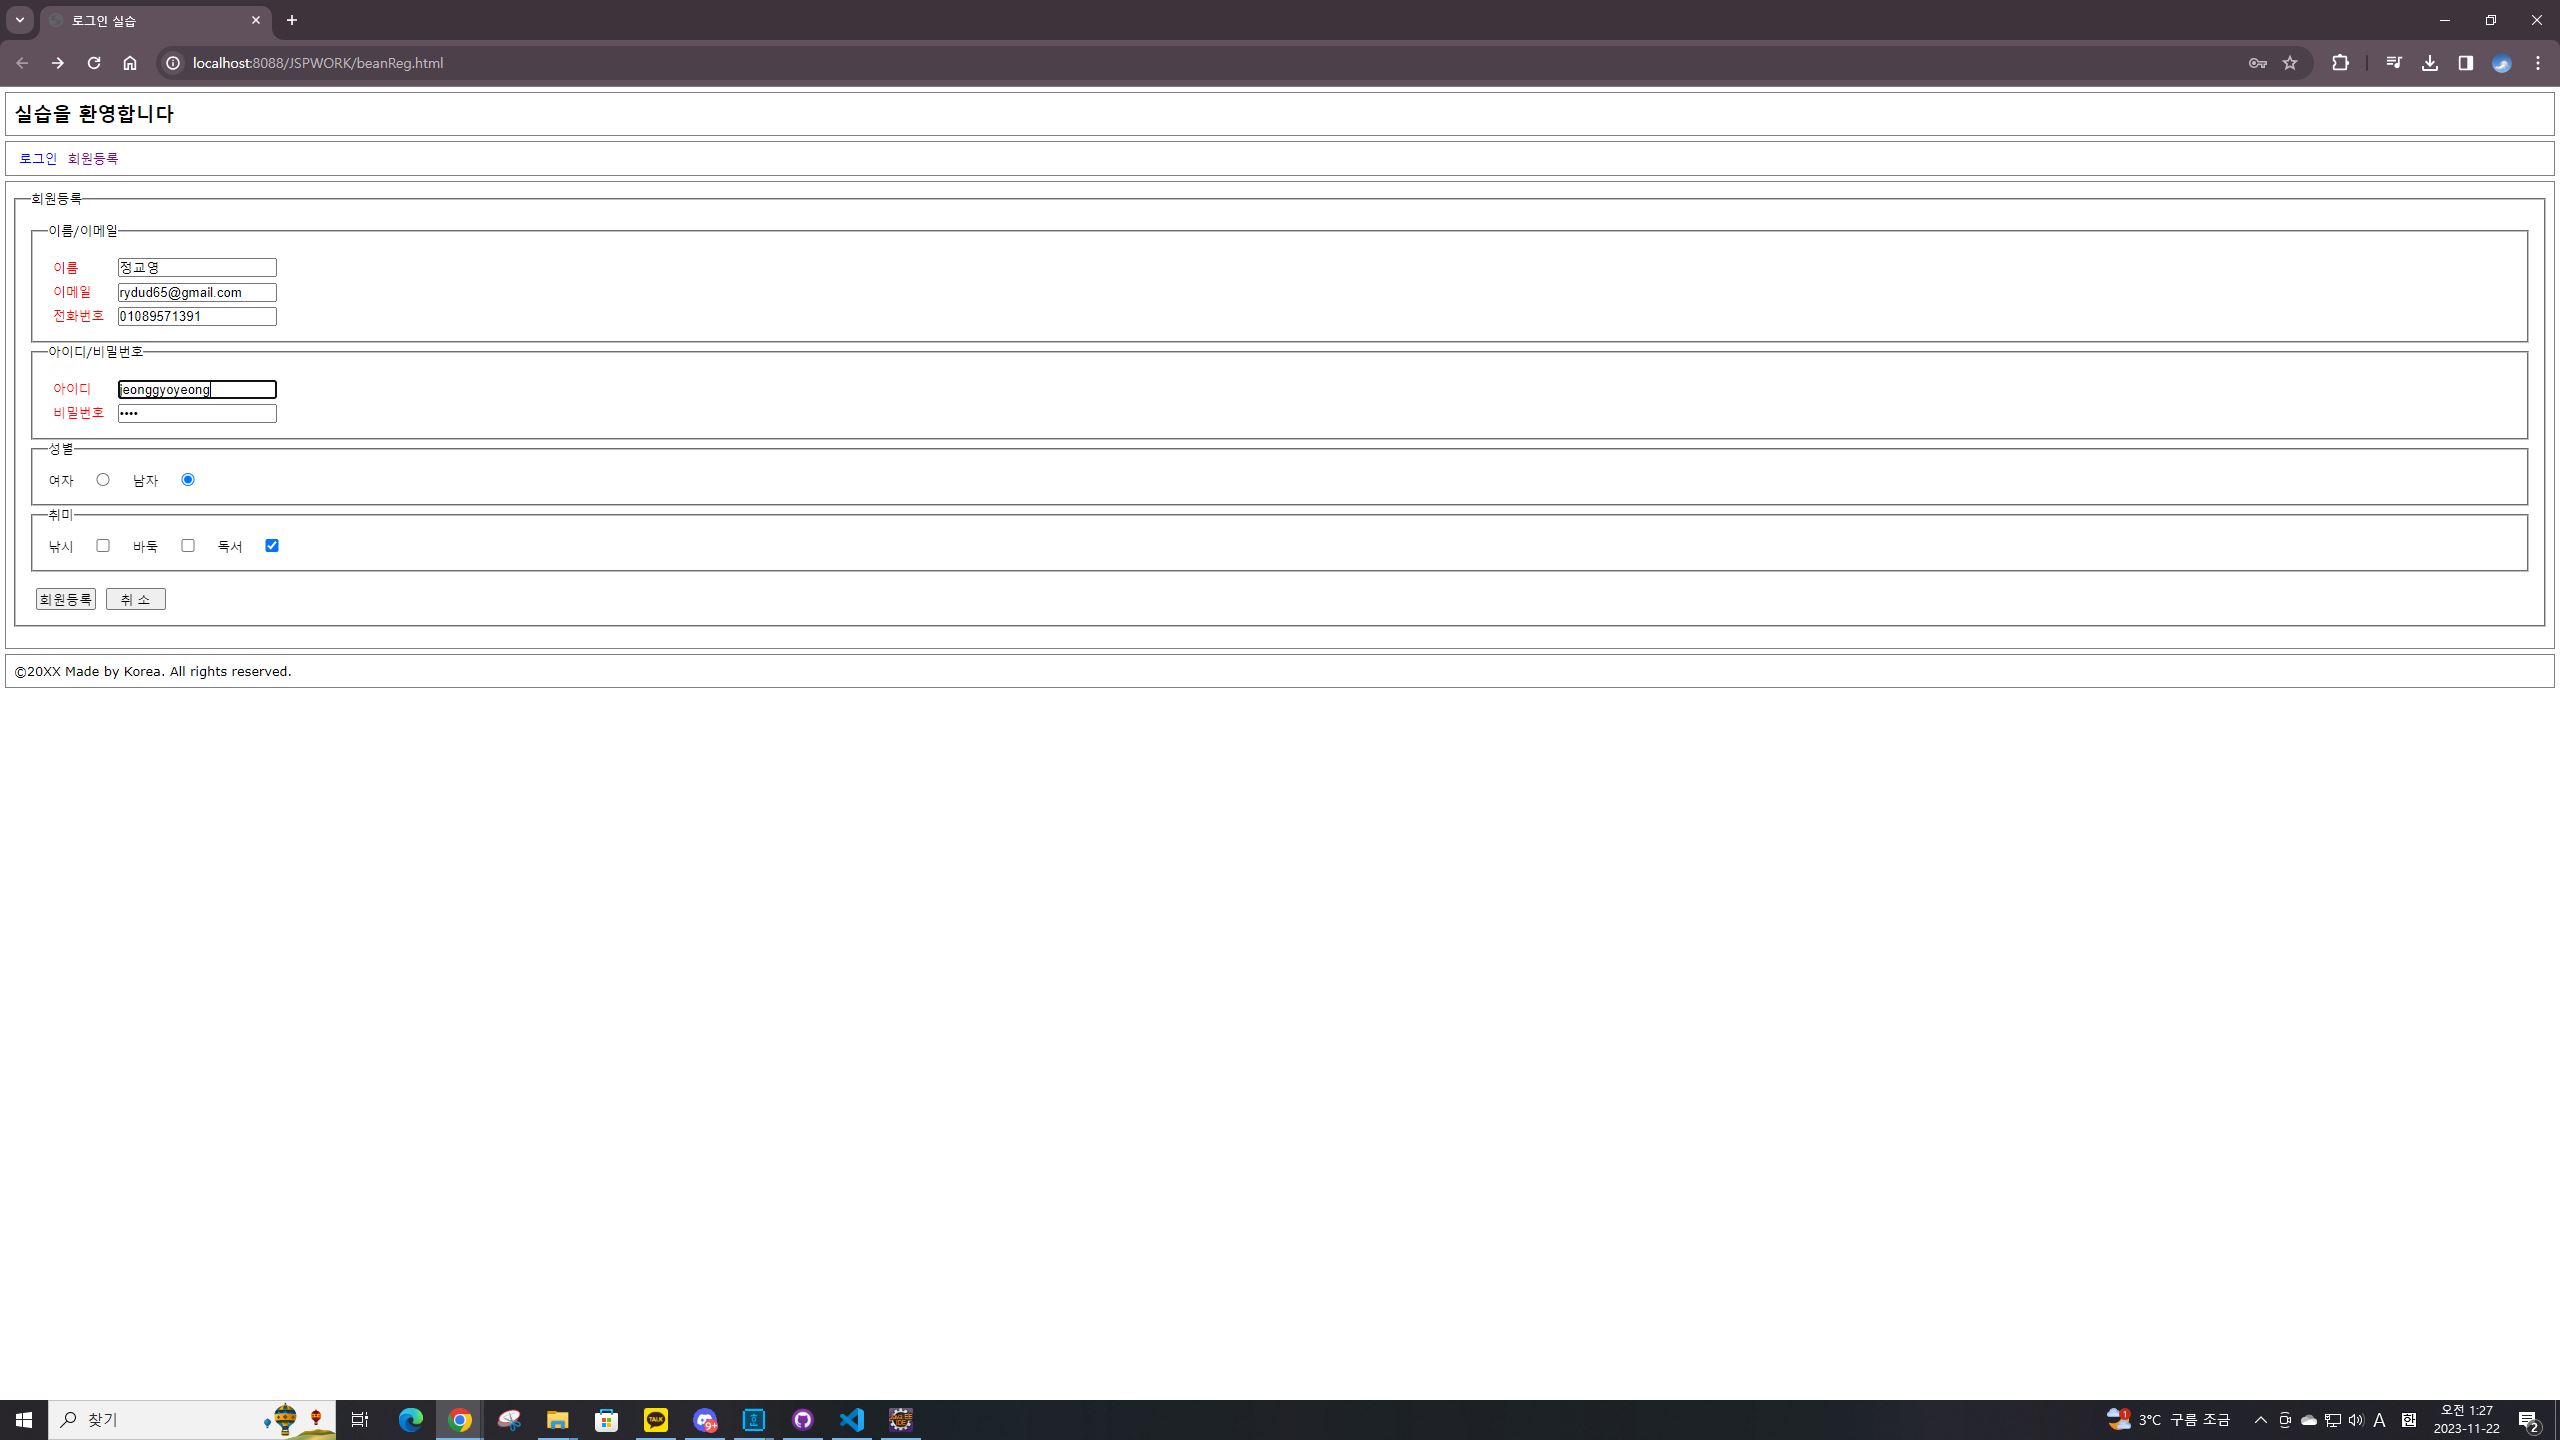 로그인 실습
localhost:8088/JSPWORK/beanReg.html
실습을 환영합니다
로그인 회원등록
회원등록
이름/이메일
이름 정교영
이메일 rydud65@gmail.com
전화번호 01089571391
아이디/비밀번호
아이디 jeonggyoyeong
비밀번호 ••••
성별
여자 남자
취미
낚시 바둑 독서
회원등록 취 소
©20XX Made by Korea. All rights reserved.
찾기
TALK
9+
1
3°C 구름 조금
A
한
오전 1:27
2023-11-22
2